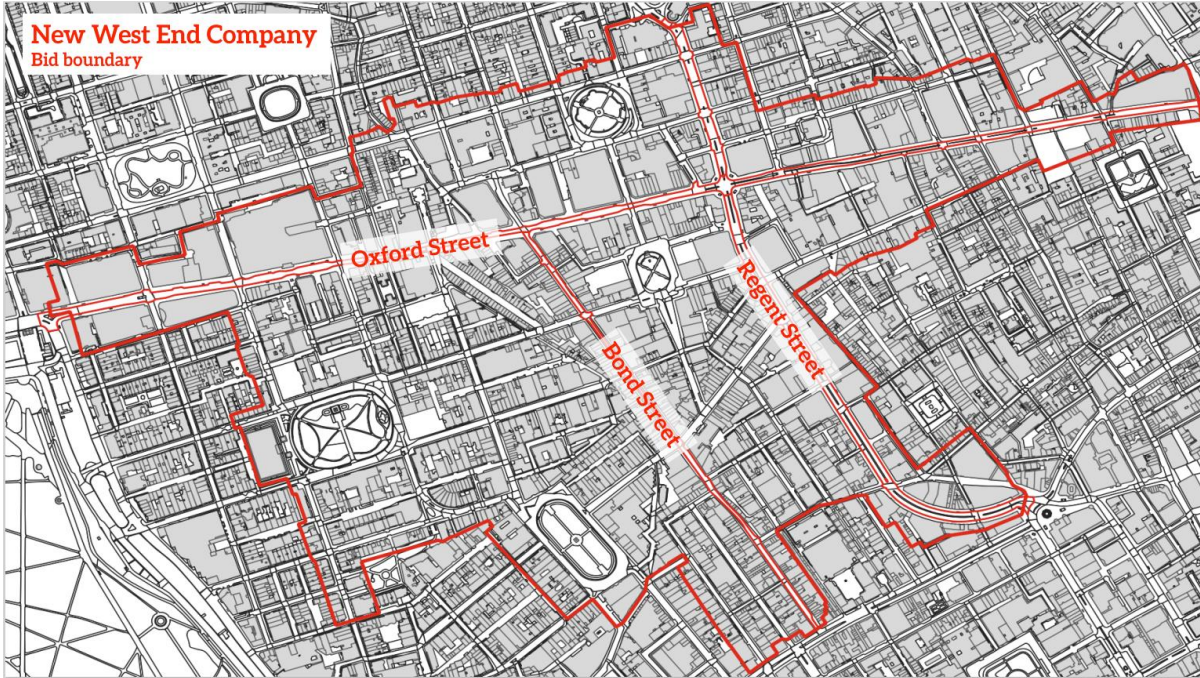 New West End Company
Bid boundary
Oxford Street
Regent Street
Bond Street